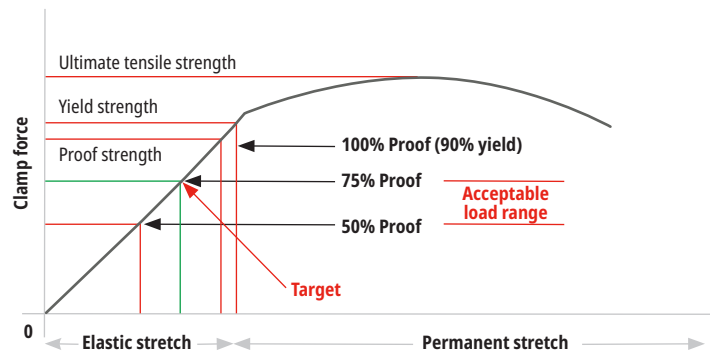 Ultimate tensile strength
Yield strength
Proof strength
Clamp force
100% Proof (90% yield)
75% Proof
50% Proof
Acceptable
load range
Target
0
Elastic stretch
Permanent stretch